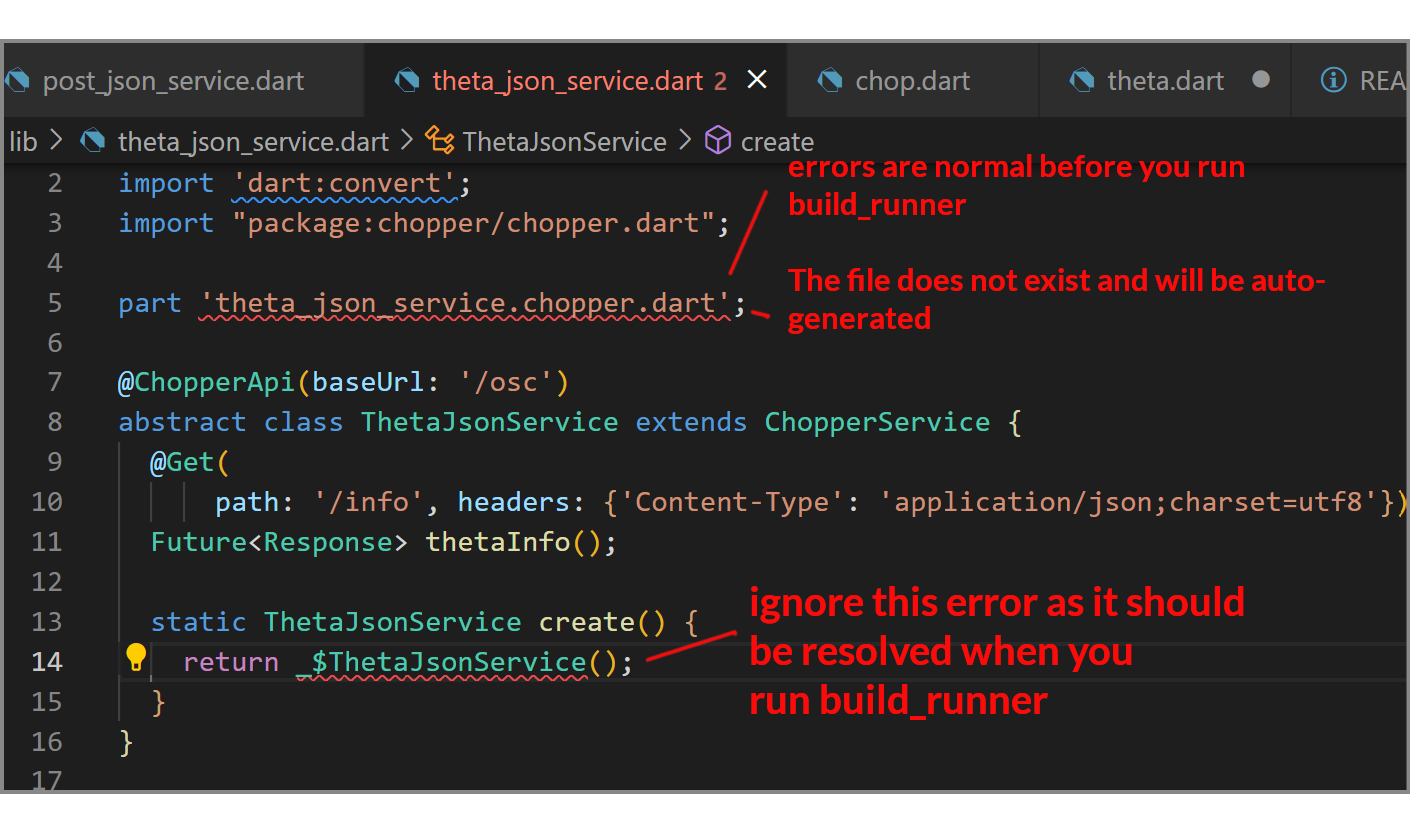 post_json_service.dart theta_json_service.dart 2 chop.dart theta.dart REA
lib > theta_json_service.dart > ThetaJsonService > create
errors are normal before you run
build_runner
2 import 'dart:convert';
3 import "package:chopper/chopper.dart";
4
The file does not exist and will be auto-
generated
5 part 'theta_json_service.chopper.dart';
6
7 @ChopperApi(baseUrl: '/osc')
8 abstract class ThetaJsonService extends ChopperService {
9 @Get(
10 path: '/info', headers: {'Content-Type': 'application/json;charset=utf8'})
11 Future<Response> thetaInfo();
12
13 static ThetaJsonService create() {
14 return _$ThetaJsonService();
15 }
16 }
17
ignore this error as it should
be resolved when you
run build_runner